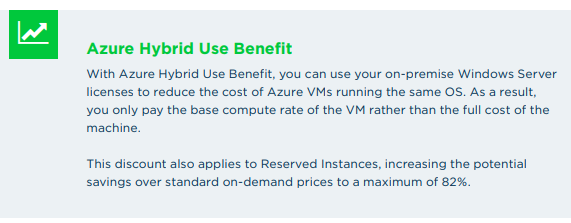 Azure Hybrid Use Benefit
With Azure Hybrid Use Benefit, you can use your on-premise Windows Server
licenses to reduce the cost of Azure VMs running the same OS. As a result,
you only pay the base compute rate of the VM rather than the full cost of the
machine.
This discount also applies to Reserved Instances, increasing the potential
savings over standard on-demand prices to a maximum of 82%.